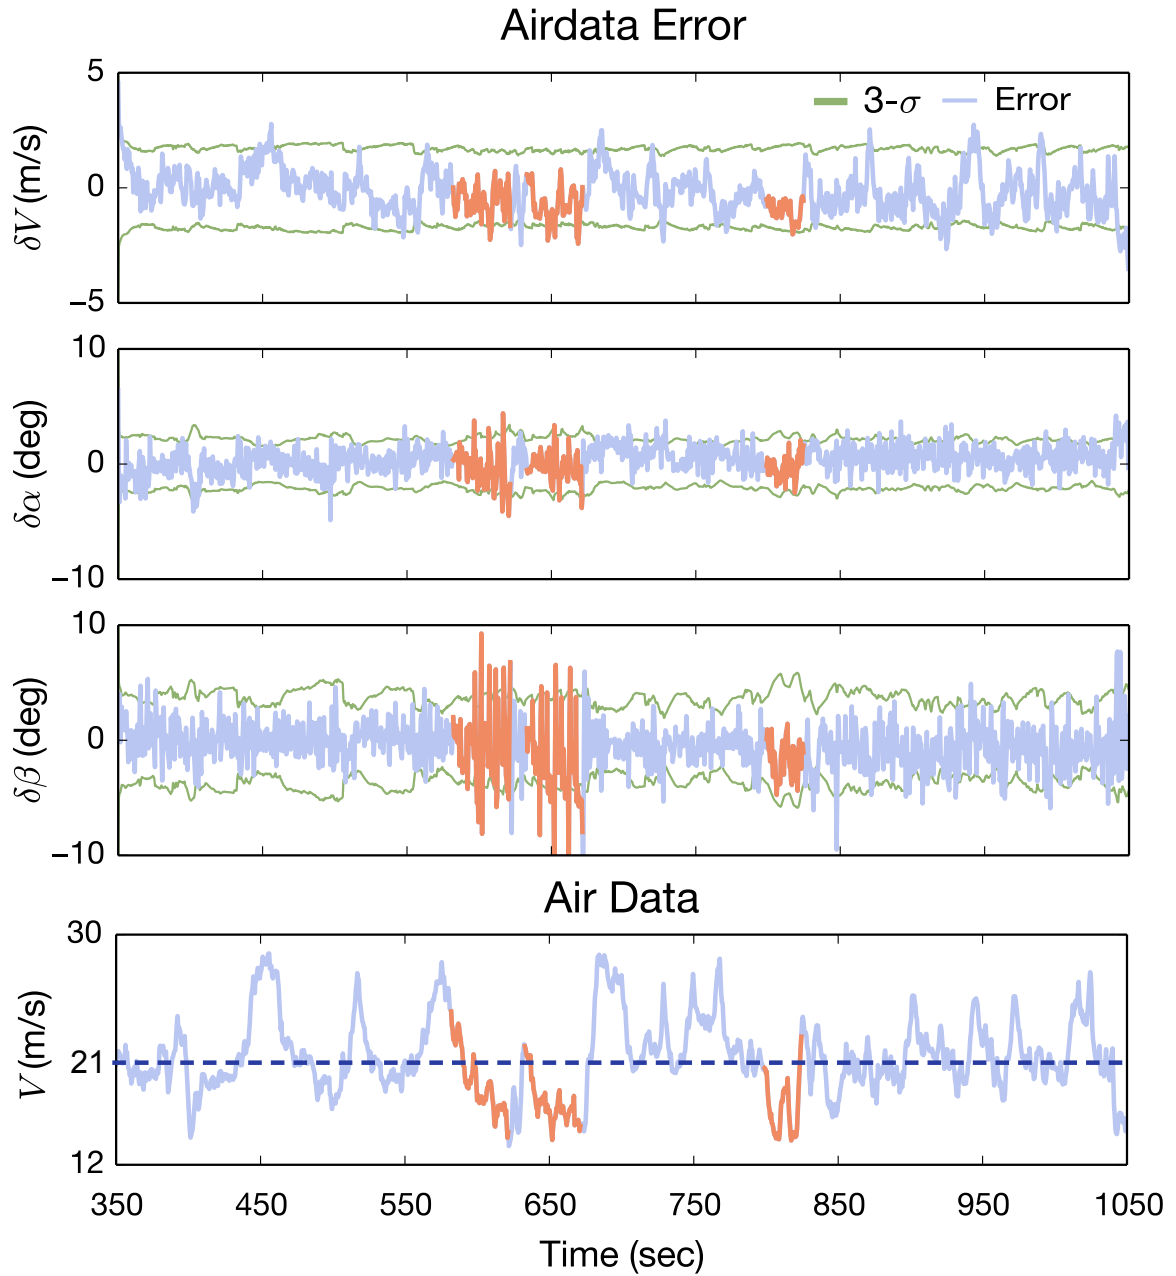 Airdata Error
5
0
−5
δV (m/s)
3-σ Error
10
0
−10
δα (deg)
10
0
−10
δβ (deg)
Air Data
30
21
12
V (m/s)
350 450 550 650 750 850 950 1050
Time (sec)